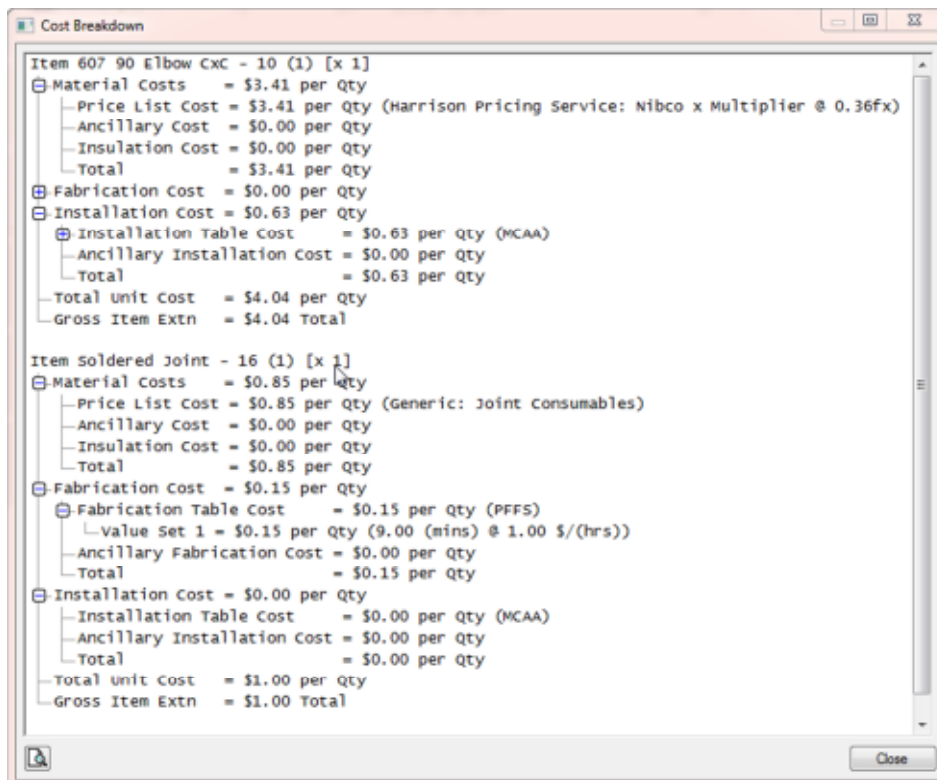 Cost Breakdown
Item 607 90 Elbow CxC - 10 (1) [x 1]
Material Costs = $3.41 per Qty
Price List Cost = $3.41 per Qty (Harrison Pricing Service: Nibco x Multiplier @ 0.36fx)
Ancillary Cost = $0.00 per Qty
Insulation Cost = $0.00 per Qty
Total = $3.41 per Qty
Fabrication Cost = $0.00 per Qty
Installation Cost = $0.63 per Qty
Installation Table Cost = $0.63 per Qty (MCAA)
Ancillary Installation Cost = $0.00 per Qty
Total = $0.63 per Qty
Total Unit Cost = $4.04 per Qty
Gross Item Extn = $4.04 Total
Item Soldered Joint - 16 (1) [x 1]
Material Costs = $0.85 per Qty
Price List Cost = $0.85 per Qty (Generic: Joint Consumables)
Ancillary Cost = $0.00 per Qty
Insulation Cost = $0.00 per Qty
Total = $0.85 per Qty
Fabrication Cost = $0.15 per Qty
Fabrication Table Cost = $0.15 per Qty (PFFS)
Value Set 1 = $0.15 per Qty (9.00 (mins) @ 1.00 $/(hrs))
Ancillary Fabrication Cost = $0.00 per Qty
Total = $0.15 per Qty
Installation Cost = $0.00 per Qty
Installation Table Cost = $0.00 per Qty (MCAA)
Ancillary Installation Cost = $0.00 per Qty
Total = $0.00 per Qty
Total Unit Cost = $1.00 per Qty
Gross Item Extn = $1.00 Total
Close